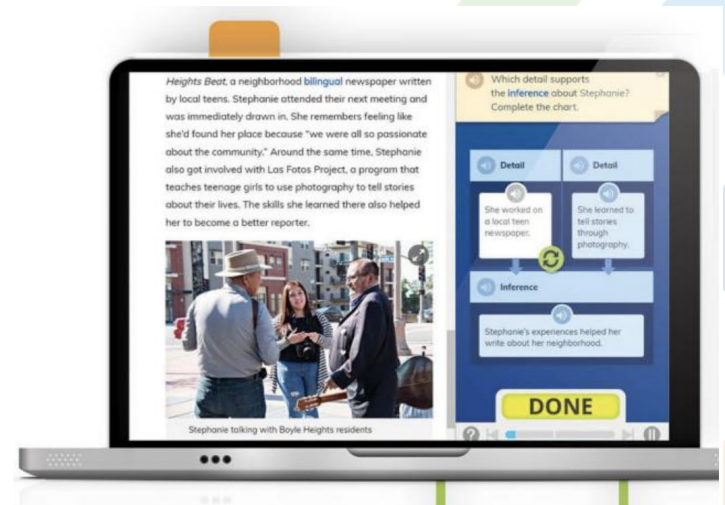 Heights Beat, a neighborhood bilingual newspaper written
by local teens. Stephanie attended their next meeting and
was immediately drawn in. She remembers feeling like
she'd found her place because "we were all so passionate
about the community." Around the same time, Stephanie
also got involved with Las Fotos Project, a program that
teaches teenage girls to use photography to tell stories
about their lives. The skills she learned there also helped
her to become a better reporter.
Stephanie talking with Boyle Heights residents
Which detail supports
the inference about Stephanie?
Complete the chart.
Detail
Detail
She worked on
a local teen
newspaper.
She learned to
tell stories
through
photography.
Inference
Stephanie's experiences helped her
write about her neighborhood.
DONE
?